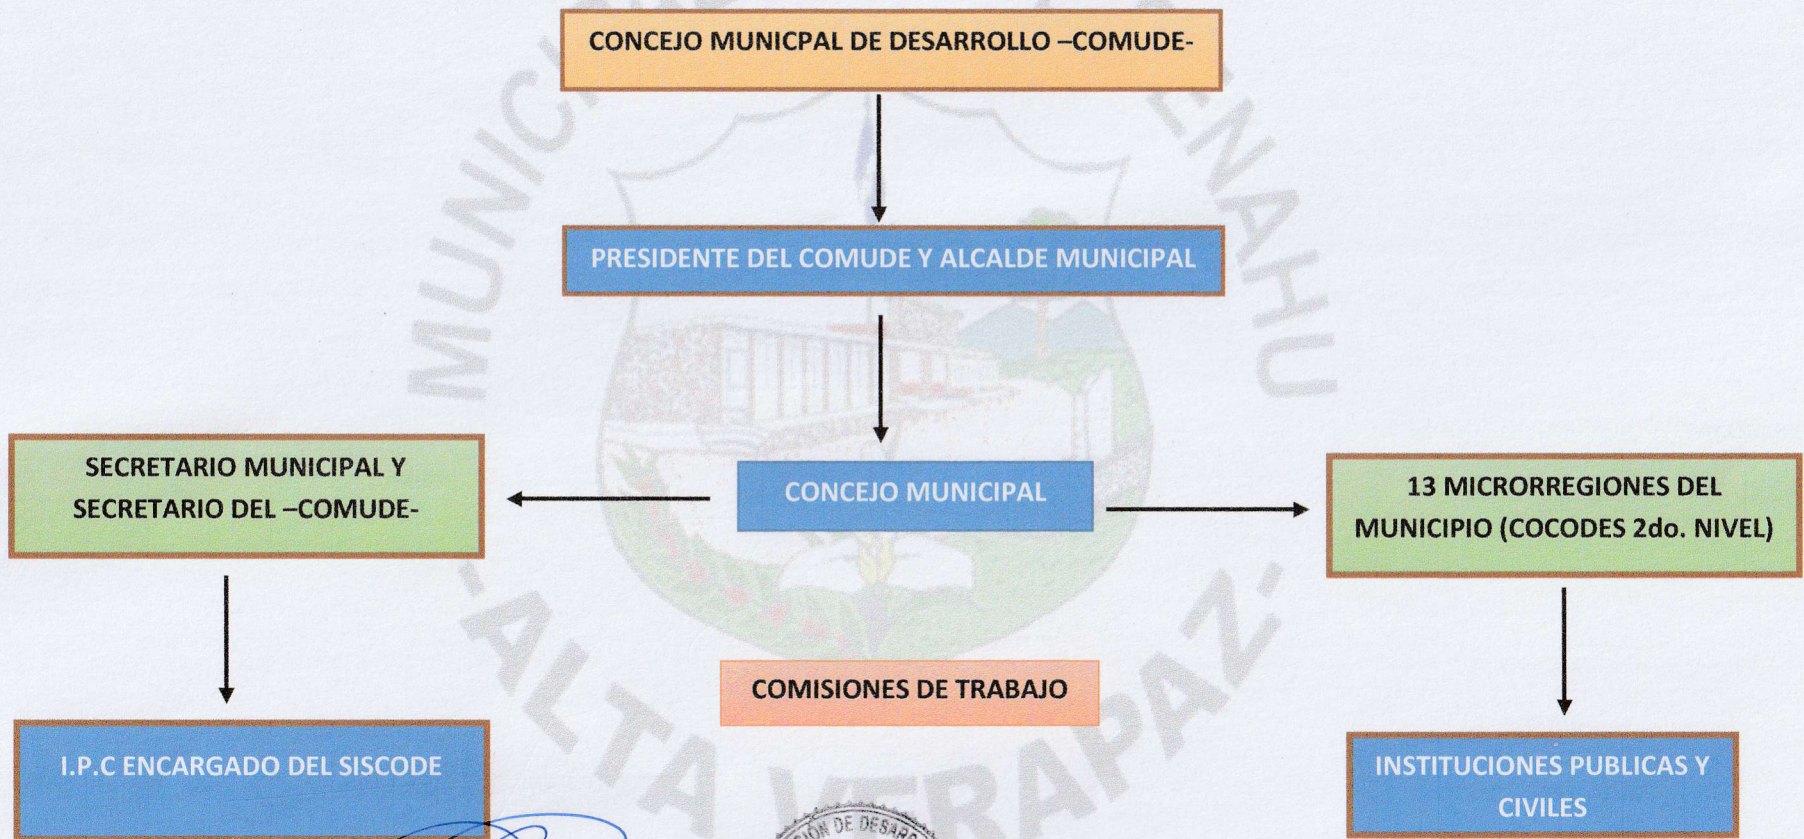 CONCEJO MUNICPAL DE DESARROLLO –COMUDE-
PRESIDENTE DEL COMUDE Y ALCALDE MUNICIPAL
SECRETARIO MUNICIPAL Y
SECRETARIO DEL –COMUDE-
CONCEJO MUNICIPAL
13 MICRORREGIONES DEL
MUNICIPIO (COCODES 2do. NIVEL)
COMISIONES DE TRABAJO
I.P.C ENCARGADO DEL SISCODE
INSTITUCIONES PUBLICAS Y
CIVILES
-ALTA VERAPAZ-